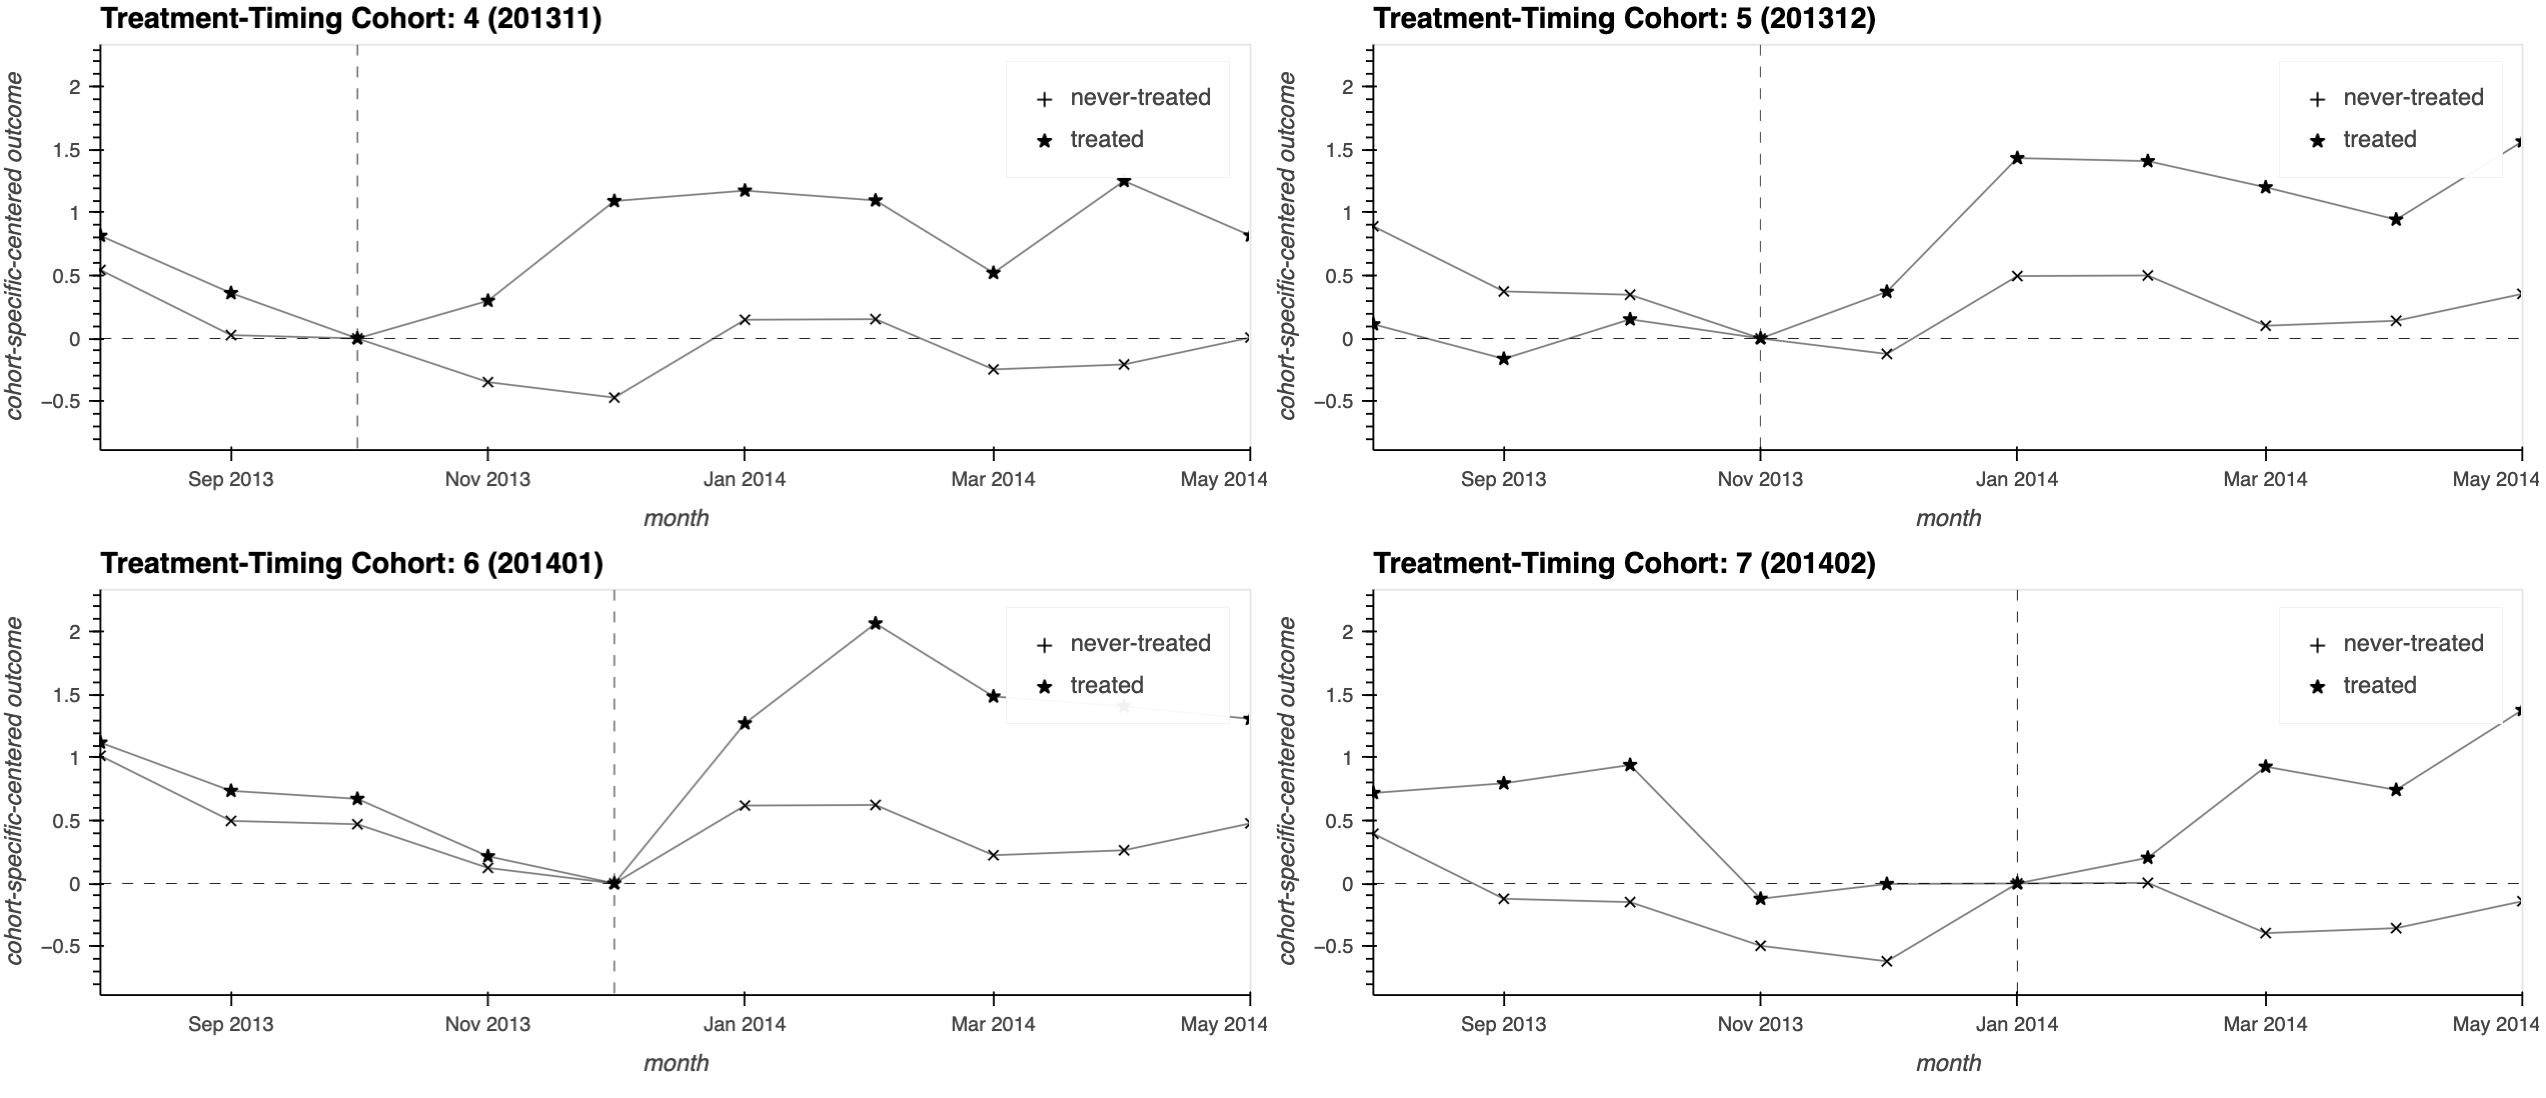 Treatment-Timing Cohort: 4 (201311)
cohort-specific-centered outcome
2
1.5
1
0.5
0
−0.5
never-treated
treated
Sep 2013
Nov 2013
Jan 2014
Mar 2014
May 2014
month
Treatment-Timing Cohort: 5 (201312)
cohort-specific-centered outcome
2
1.5
1
0.5
0
−0.5
never-treated
treated
Sep 2013
Nov 2013
Jan 2014
Mar 2014
May 2014
month
Treatment-Timing Cohort: 6 (201401)
cohort-specific-centered outcome
2
1.5
1
0.5
0
−0.5
never-treated
treated
Sep 2013
Nov 2013
Jan 2014
Mar 2014
May 2014
month
Treatment-Timing Cohort: 7 (201402)
cohort-specific-centered outcome
2
1.5
1
0.5
0
−0.5
never-treated
treated
Sep 2013
Nov 2013
Jan 2014
Mar 2014
May 2014
month